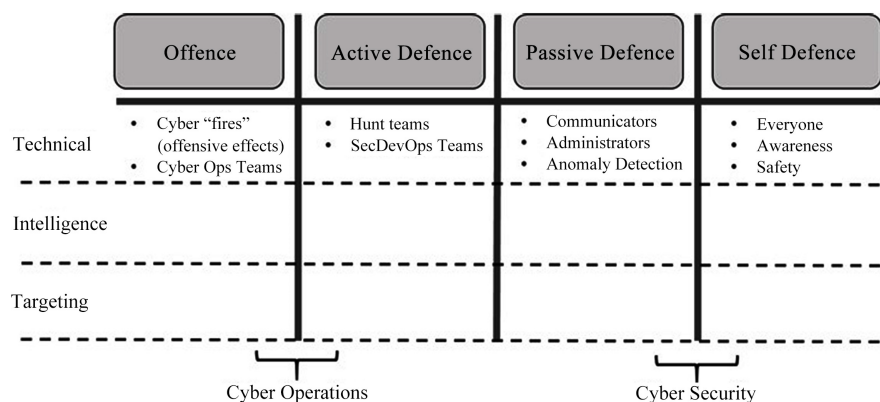 Offence
Active Defence
Passive Defence
Self Defence
Technical
• Cyber “fires”
(offensive effects)
• Cyber Ops Teams
• Hunt teams
• SecDevOps Teams
• Communicators
• Administrators
• Anomaly Detection
• Everyone
• Awareness
• Safety
Intelligence
Targeting
Cyber Operations
Cyber Security